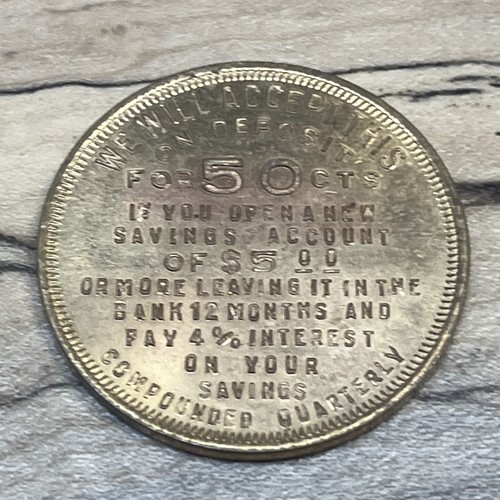 WE WILL ACCEPT THIS
ON DEPOSIT
FOR 50 CTS
IF YOU OPEN A NEW
SAVINGS ACCOUNT
OF $5 00
OR MORE LEAVING IT IN THE
BANK 12 MONTHS AND
PAY 4% INTEREST
ON YOUR
SAVINGS
COMPOUNDED QUARTERLY